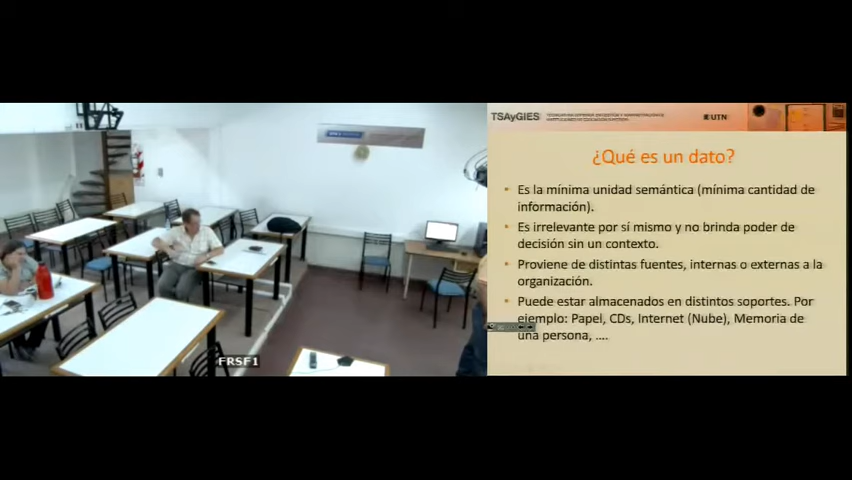 TSAyGIES
UTN
¿Qué es un dato?
• Es la mínima unidad semántica (mínima cantidad de
información).
• Es irrelevante por sí mismo y no brinda poder de
decisión sin un contexto.
• Proviene de distintas fuentes, internas o externas a la
organización.
• Puede estar almacenados en distintos soportes. Por
ejemplo: Papel, CDs, Internet (Nube), Memoria de
una persona, ....
FRSF1